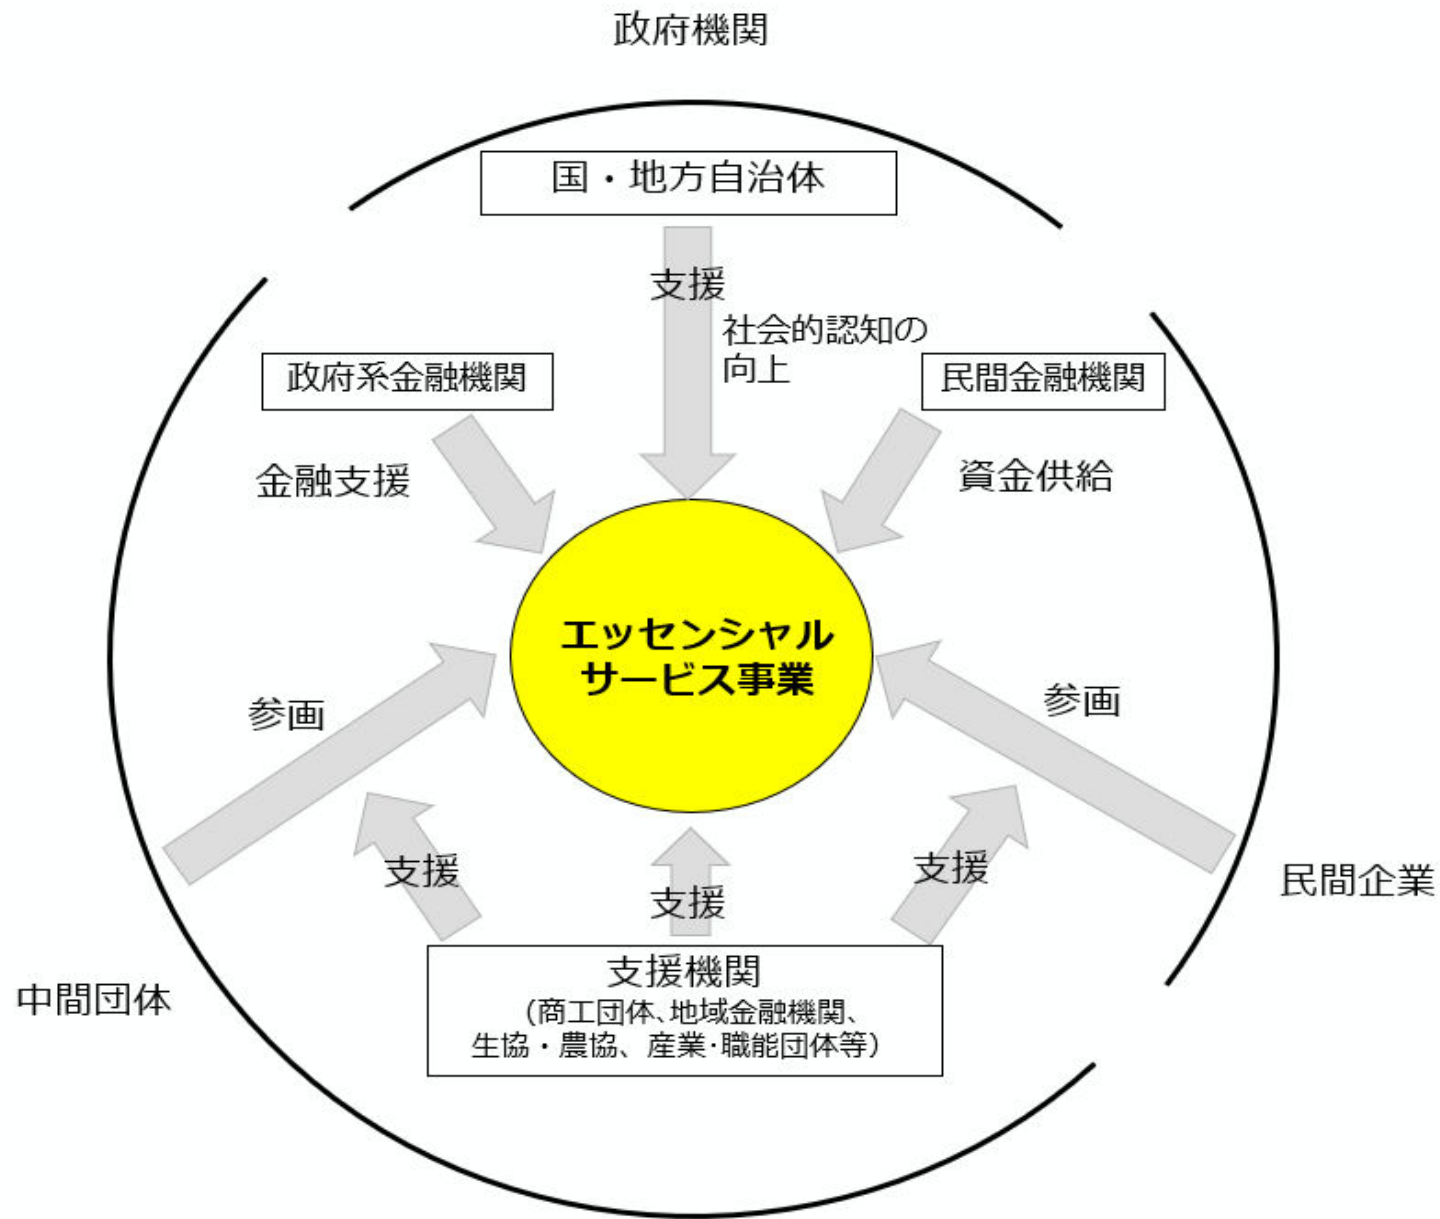 政府機関
国・地方自治体
支援
社会的認知の
向上
政府系金融機関
民間金融機関
金融支援
資金供給
エッセンシャル
サービス事業
参画
参画
支援
支援
支援
民間企業
中間団体
支援機関
(商工団体、地域金融機関、
生協・農協、産業･職能団体等)